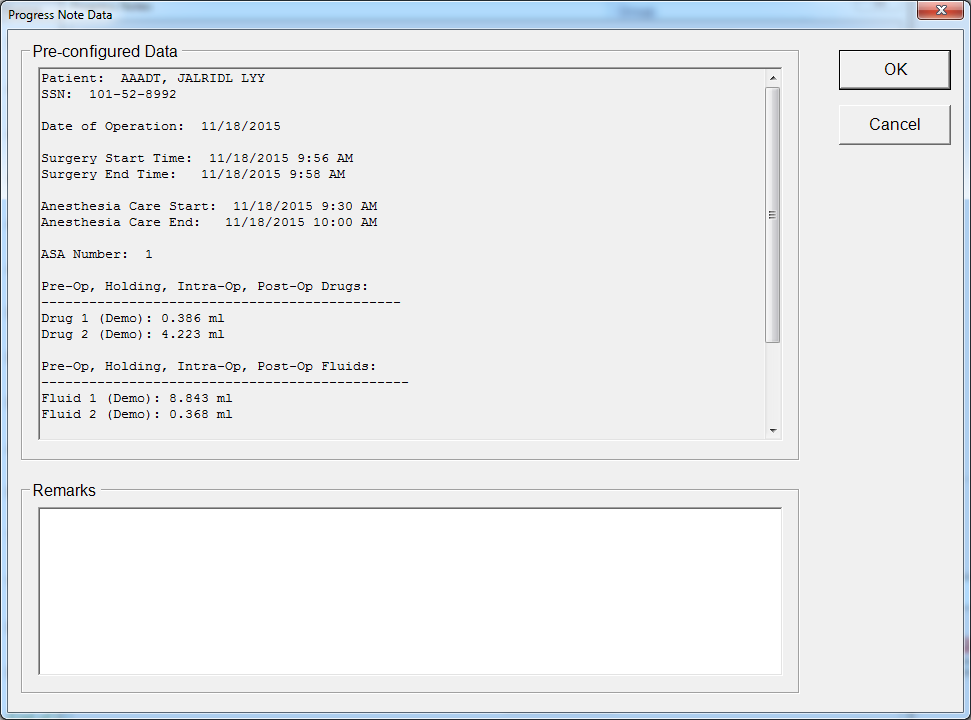 Progress Note Data
Pre-configured Data
Patient:  AAADT, JALRIDL LYY
SSN:  101-52-8992
Date of Operation:  11/18/2015
Surgery Start Time:  11/18/2015 9:56 AM
Surgery End Time:   11/18/2015 9:58 AM
Anesthesia Care Start:  11/18/2015 9:30 AM
Anesthesia Care End:   11/18/2015 10:00 AM
ASA Number:  1
Pre-Op, Holding, Intra-Op, Post-Op Drugs:
---------------------------------------------
Drug 1 (Demo): 0.386 ml
Drug 2 (Demo): 4.223 ml
Pre-Op, Holding, Intra-Op, Post-Op Fluids:
----------------------------------------------
Fluid 1 (Demo): 8.843 ml
Fluid 2 (Demo): 0.368 ml
OK
Cancel
Remarks